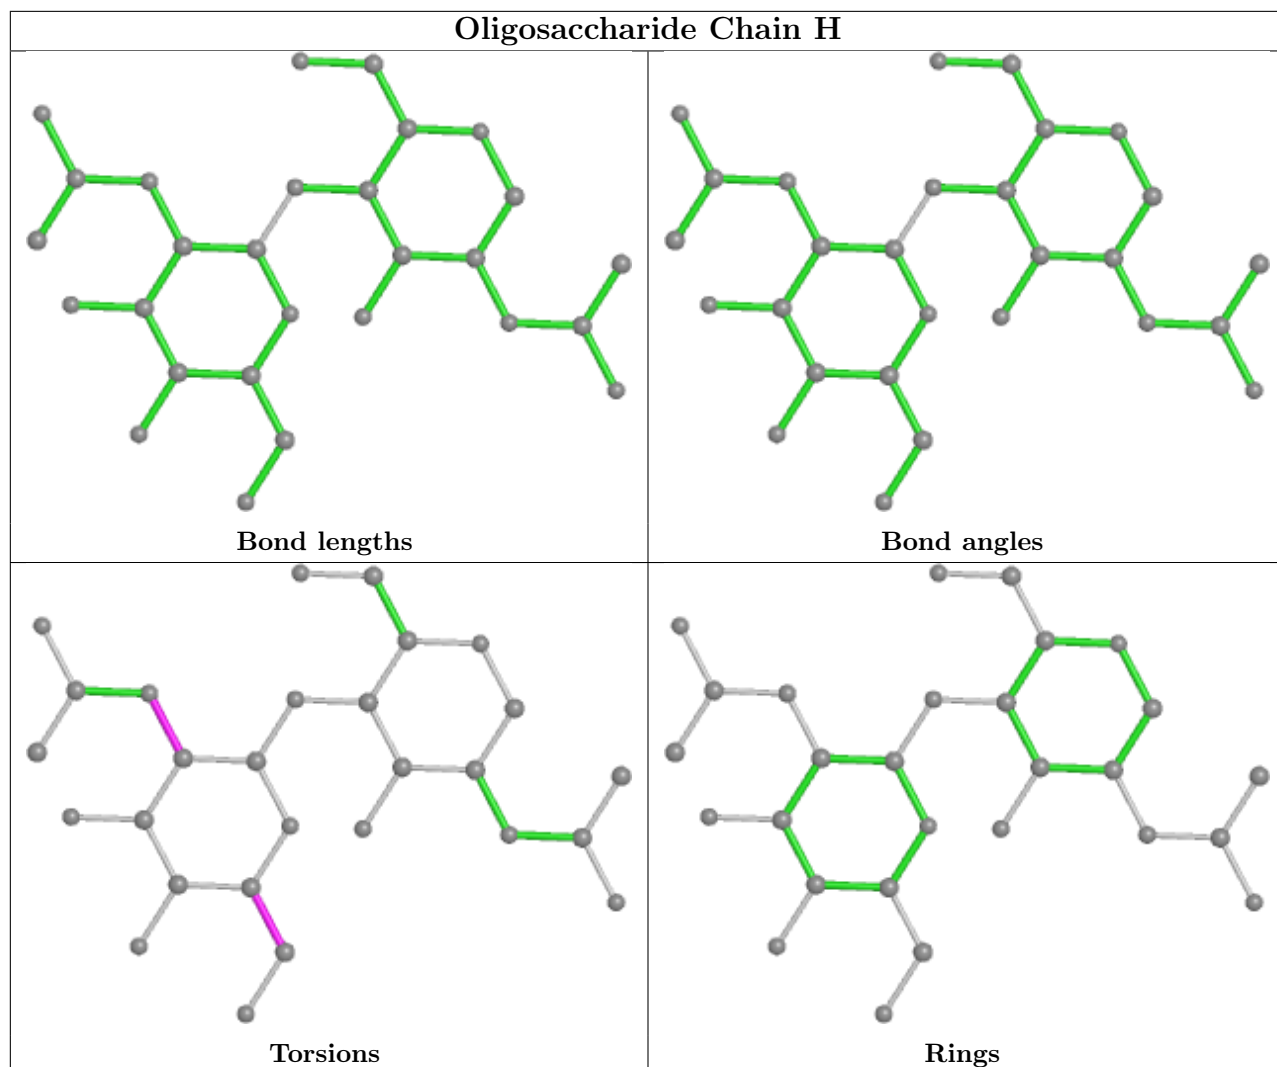 Oligosaccharide Chain H
Bond lengths
Bond angles
Torsions
Rings